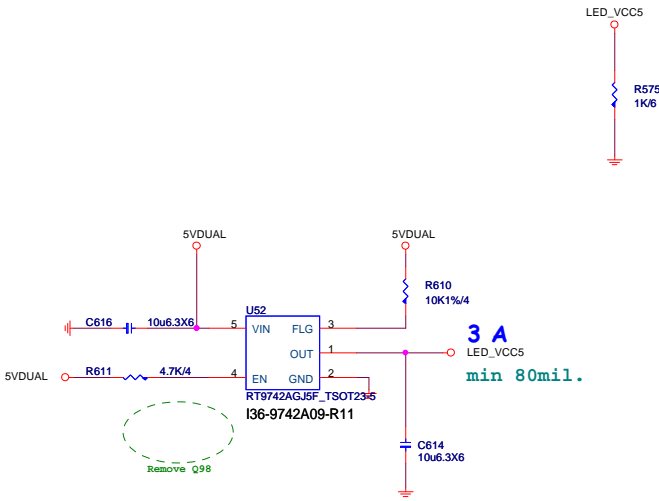 LED_VCC5
R575
1K/6
5VDUAL
5VDUAL
R610
10K1%/4
U52
C616
10u6.3X6
5
VIN
FLG
3
3 A
OUT
1
LED_VCC5
5VDUAL
R611
4.7K/4
4
EN
GND
2
min 80mil.
RT9742AGJ5F_TSOT23-5
I36-9742A09-R11
C614
10u6.3X6
Remove Q98